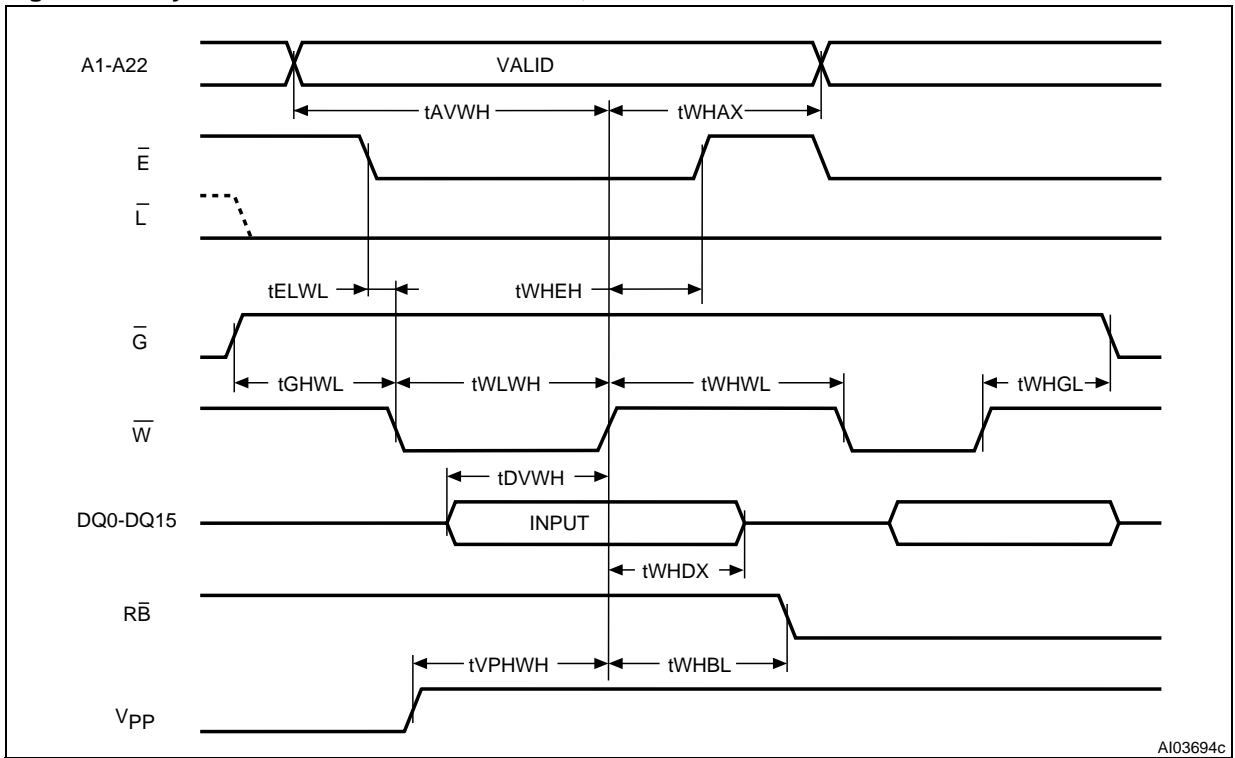 A1-A22
VALID
tAVWH
tWHAX
E̅
L̅
tELWL
tWHEH
G̅
tGHWL
tWLWH
tWHWL
tWHGL
W̅
tDVWH
DQ0-DQ15
INPUT
tWHDX
RB̅
tVPHWH
tWHBL
VPP
AI03694c